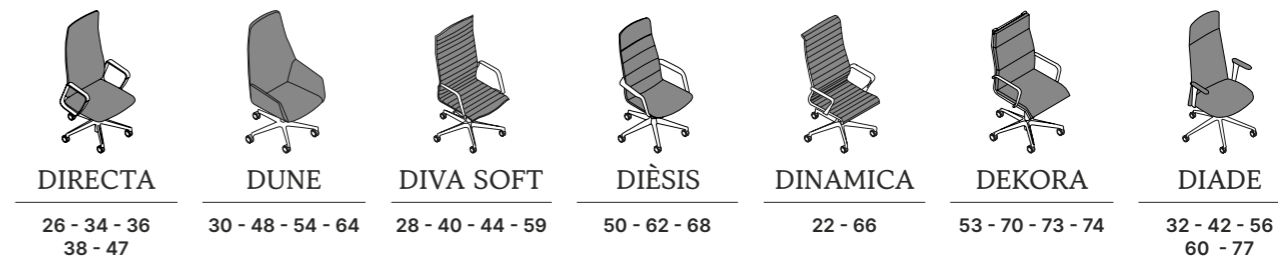 DIRECTA
26 - 34 - 36
38 - 47
DUNE
30 - 48 - 54 - 64
DIVA SOFT
28 - 40 - 44 - 59
DIÈSIS
50 - 62 - 68
DINAMICA
22 - 66
DEKORA
53 - 70 - 73 - 74
DIADE
32 - 42 - 56
60 - 77